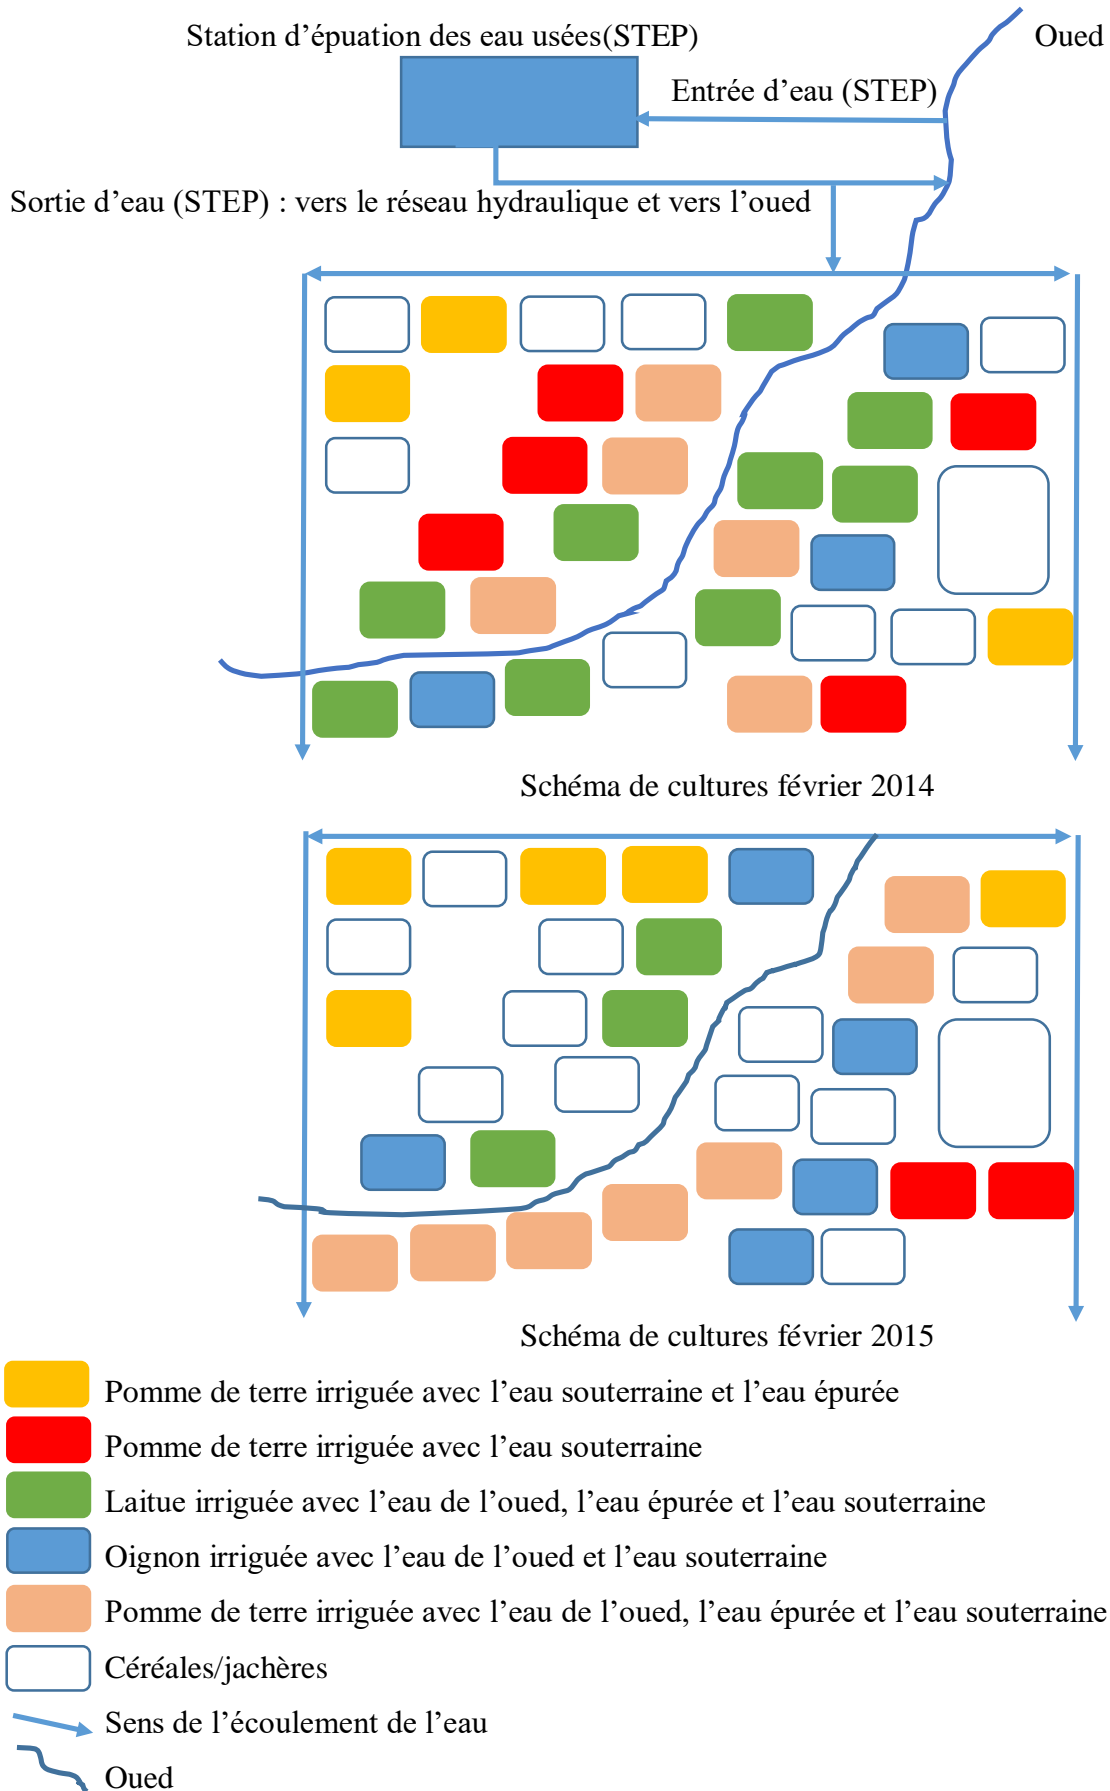 Station d’épuation des eau usées(STEP)
Oued
Entrée d’eau (STEP)
Sortie d’eau (STEP) : vers le réseau hydraulique et vers l’oued
Schéma de cultures février 2014
Schéma de cultures février 2015
Pomme de terre irriguée avec l’eau souterraine et l’eau épurée
Pomme de terre irriguée avec l’eau souterraine
Laitue irriguée avec l’eau de l’oued, l’eau épurée et l’eau souterraine
Oignon irriguée avec l’eau de l’oued et l’eau souterraine
Pomme de terre irriguée avec l’eau de l’oued, l’eau épurée et l’eau souterraine
Céréales/jachères
Sens de l’écoulement de l’eau
Oued